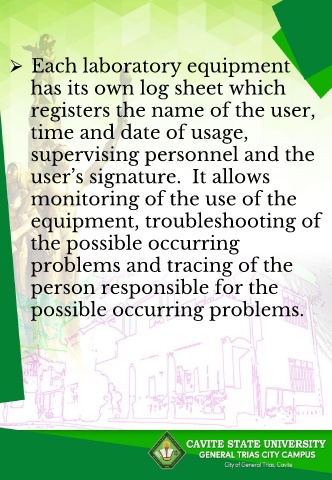 ➢ Each laboratory equipment
has its own log sheet which
registers the name of the user,
time and date of usage,
supervising personnel and the
user's signature.  It allows
monitoring of the use of the
equipment, troubleshooting of
the possible occurring
problems and tracing of the
person responsible for the
possible occurring problems.
CAVITE STATE UNIVERSITY
GENERAL TRIAS CITY CAMPUS
City of General Trias, Cavite